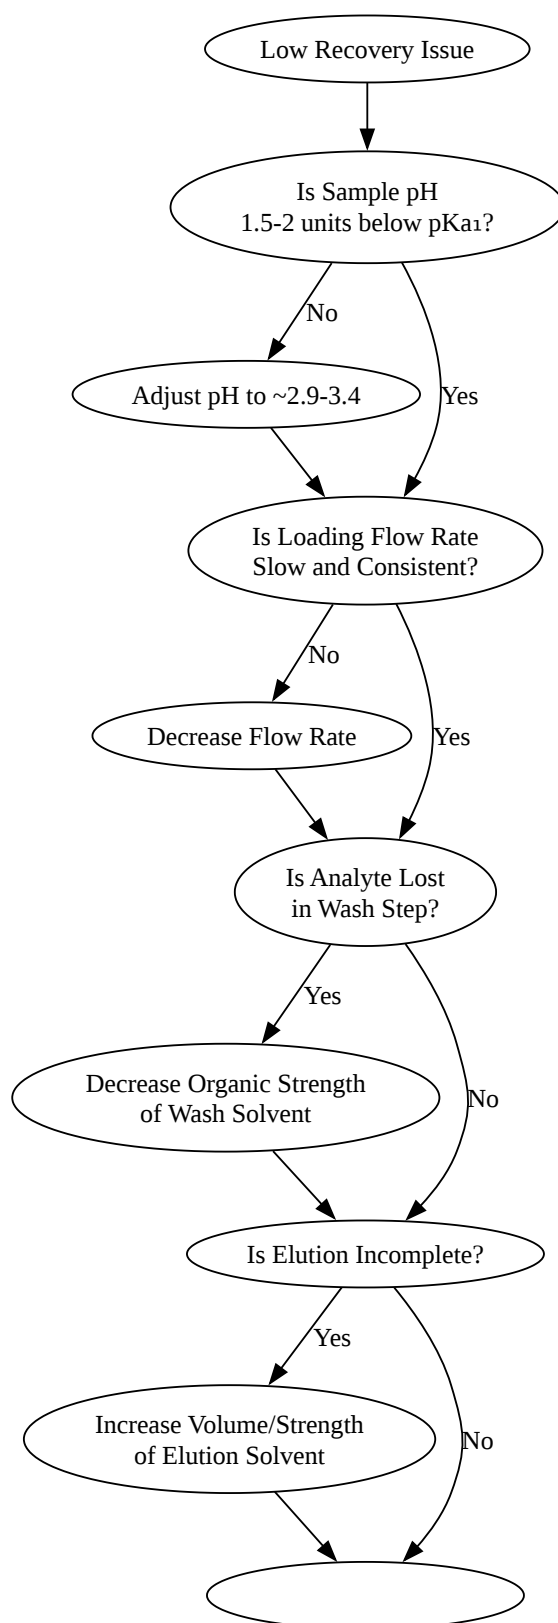 Low Recovery Issue
Is Sample pH
1.5-2 units below pKa₁?
No
Adjust pH to ~2.9-3.4
Yes
Is Loading Flow Rate
Slow and Consistent?
No
Decrease Flow Rate
Yes
Is Analyte Lost
in Wash Step?
Yes
Decrease Organic Strength
of Wash Solvent
No
Is Elution Incomplete?
Yes
Increase Volume/Strength
of Elution Solvent
No